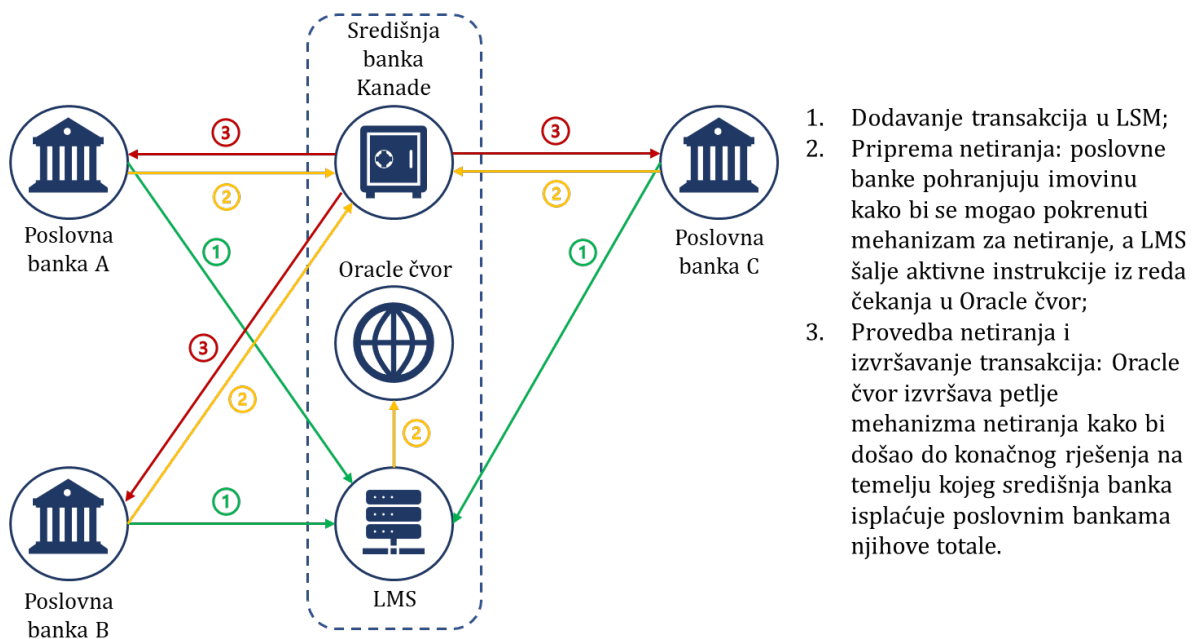 Središnja
banka
Kanade
3
3
2
2
Poslovna
banka A
1
Oracle čvor
1
Poslovna
banka C
3
2
2
1
LMS
Poslovna
banka B
1. Dodavanje transakcija u LSM;
2. Priprema netiranja: poslovne
banke pohranjuju imovinu
kako bi se mogao pokrenuti
mehanizam za netiranje, a LMS
šalje aktivne instrukcije iz reda
čekanja u Oracle čvor;
3. Provedba netiranja i
izvršavanje transakcija: Oracle
čvor izvršava petlje
mehanizma netiranja kako bi
došao do konačnog rješenja na
temelju kojeg središnja banka
isplaćuje poslovnim bankama
njihove totale.